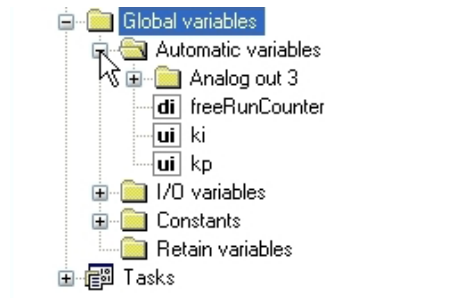 Global variables
Automatic variables
Analog out 3
di freeRunCounter
ui ki
ui kp
I/O variables
Constants
Retain variables
Tasks